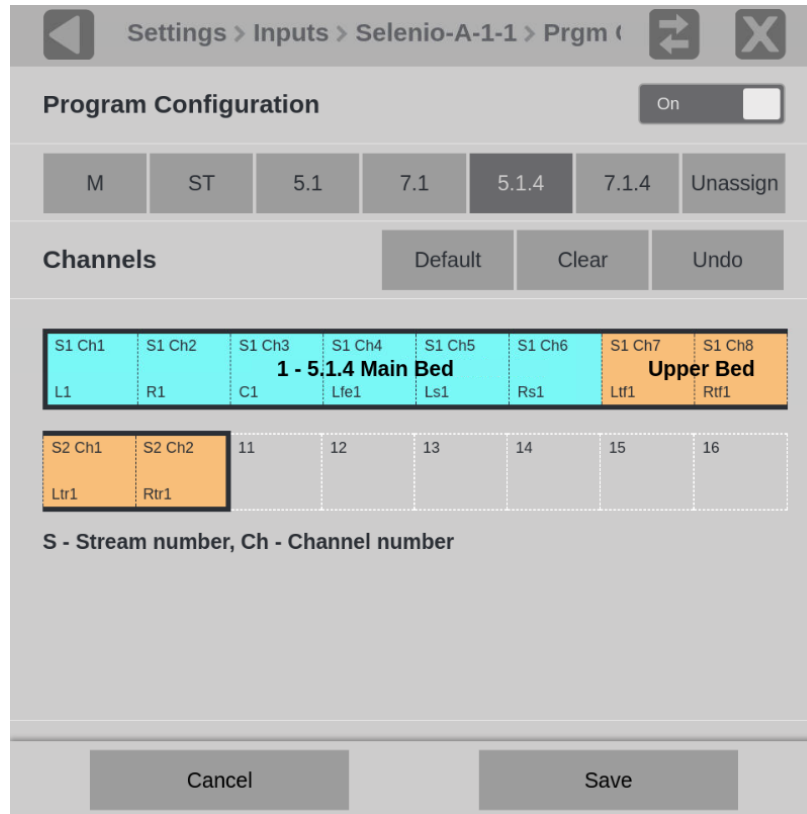 Settings > Inputs > Selenio-A-1-1 > Prgm
Program Configuration
On
M ST 5.1 7.1 5.1.4 7.1.4 Unassign
Channels Default Clear Undo
S1 Ch1 S1 Ch2 S1 Ch3 S1 Ch4 S1 Ch5 S1 Ch6 S1 Ch7 S1 Ch8
1 - 5.1.4 Main Bed Upper Bed
L1 R1 C1 Lfe1 Ls1 Rs1 Ltf1 Rtf1
S2 Ch1 S2 Ch2 11 12 13 14 15 16
Ltr1 Rtr1
S - Stream number, Ch - Channel number
Cancel Save